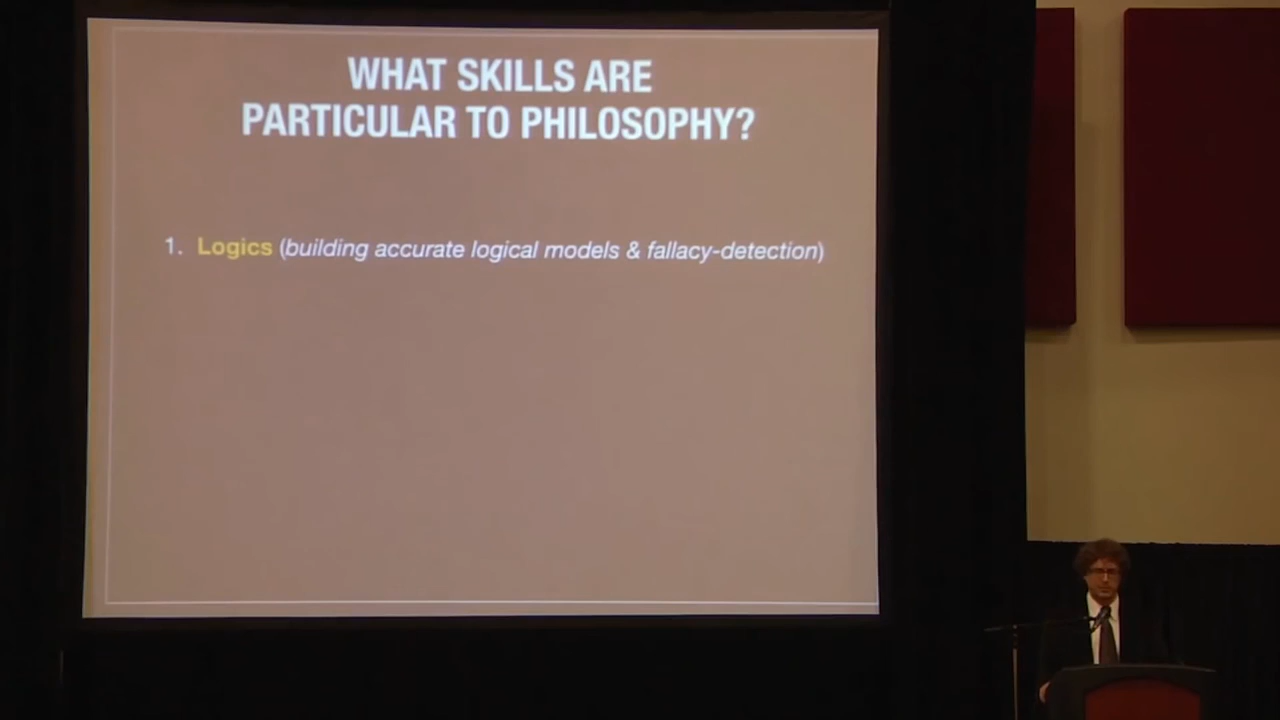 WHAT SKILLS ARE
PARTICULAR TO PHILOSOPHY?
1. Logics (building accurate logical models & fallacy-detection)